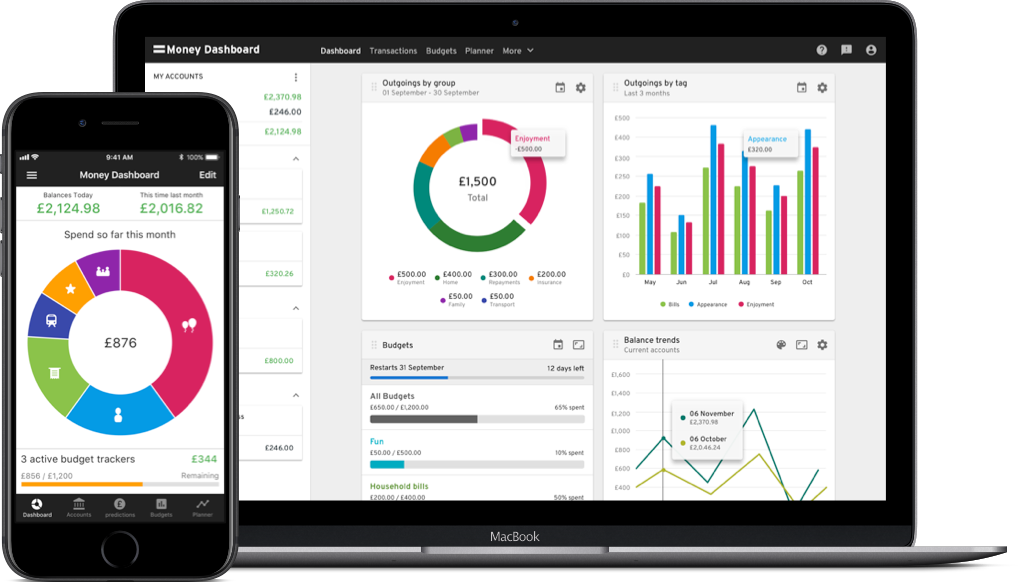 Money Dashboard
Dashboard Transactions Budgets Planner More
MY ACCOUNTS
£2,370.98
£246.00
£2,124.98
£1,250.72
£320.26
£800.00
£246.00
Outgoings by group
01 September - 30 September
Enjoyment
-£500.00
£1,500
Total
£500.00 £400.00 £300.00 £200.00
Enjoyment Home Repayments Insurance
£50.00 £50.00
Family Transport
Outgoings by tag
Last 3 months
£500
£400
£300
£250
£200
£150
£100
£50
£0
Appearance
£320.00
May Jun Jul Aug Sep Oct
Bills Appearance Enjoyment
Budgets
Restarts 31 September 12 days left
All Budgets
£650.00 / £1,200.00 65% spent
Fun
£50.00 / £500.00 10% spent
Household bills
£200.00 / £400.00 50% spent
Balance trends
Current accounts
£1,600
£1,400
£1,200
£1,000
£800
£600
£400
06 November
£2,370.98
06 October
£2,0.46.24
MacBook
9:41 AM 100%
Money Dashboard Edit
Balances Today This time last month
£2,124.98 £2,016.82
Spend so far this month
£876
3 active budget trackers £344
£856 / £1,200 Remaining
Dashboard Accounts predictions Budgets Planner